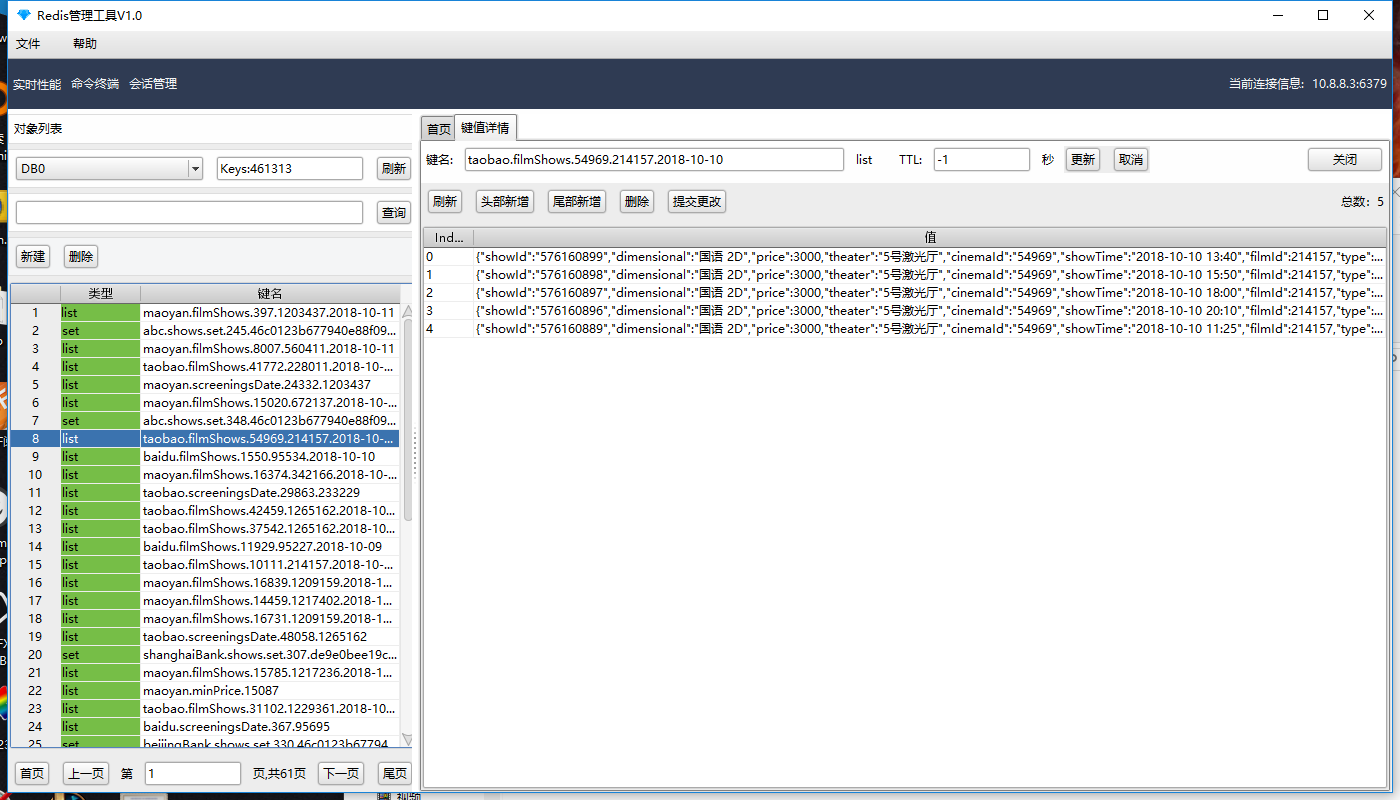 Redis管理工具V1.0
文件 帮助
实时性能 命令终端 会话管理 当前连接信息: 10.8.8.3:6379
对象列表
DB0 Keys:461313 刷新
查询
新建 删除
类型 键名
1 list maoyan.filmShows.397.1203437.2018-10-11
2 set abc.shows.set.245.46c0123b677940e88f09...
3 list maoyan.filmShows.8007.560411.2018-10-11
4 list taobao.filmShows.41772.228011.2018-10-...
5 list maoyan.screeningsDate.24332.1203437
6 list maoyan.filmShows.15020.672137.2018-10-...
7 set abc.shows.set.348.46c0123b677940e88f09...
8 list taobao.filmShows.54969.214157.2018-10-...
9 list baidu.filmShows.1550.95534.2018-10-10
10 list maoyan.filmShows.16374.342166.2018-10-...
11 list taobao.screeningsDate.29863.233229
12 list taobao.filmShows.42459.1265162.2018-10...
13 list taobao.filmShows.37542.1265162.2018-10...
14 list baidu.filmShows.11929.95227.2018-10-09
15 list taobao.filmShows.10111.214157.2018-10-...
16 list maoyan.filmShows.16839.1209159.2018-1...
17 list maoyan.filmShows.14459.1217402.2018-1...
18 list maoyan.filmShows.16731.1209159.2018-1...
19 list taobao.screeningsDate.48058.1265162
20 set shanghaiBank.shows.set.307.de9e0bee19c...
21 list maoyan.filmShows.15785.1217236.2018-1...
22 list maoyan.minPrice.15087
23 list taobao.filmShows.31102.1229361.2018-10...
24 list baidu.screeningsDate.367.95695
25 set beijingBank.shows.set.330.46c0123b67794
首页 上一页 第 1 页,共61页 下一页 尾页
首页 键值详情
键名: taobao.filmShows.54969.214157.2018-10-10 list TTL: -1 秒 更新 取消 关闭
刷新 头部新增 尾部新增 删除 提交更改 总数: 5
Ind... 值
0 {"showId":"576160899","dimensional":"国语 2D","price":3000,"theater":"5号激光厅","cinemaId":"54969","showTime":"2018-10-10 13:40","filmId":214157,"type":...
1 {"showId":"576160898","dimensional":"国语 2D","price":3000,"theater":"5号激光厅","cinemaId":"54969","showTime":"2018-10-10 15:50","filmId":214157,"type":...
2 {"showId":"576160897","dimensional":"国语 2D","price":3000,"theater":"5号激光厅","cinemaId":"54969","showTime":"2018-10-10 18:00","filmId":214157,"type":...
3 {"showId":"576160896","dimensional":"国语 2D","price":3000,"theater":"5号激光厅","cinemaId":"54969","showTime":"2018-10-10 20:10","filmId":214157,"type":...
4 {"showId":"576160889","dimensional":"国语 2D","price":3000,"theater":"5号激光厅","cinemaId":"54969","showTime":"2018-10-10 11:25","filmId":214157,"type":...
视频